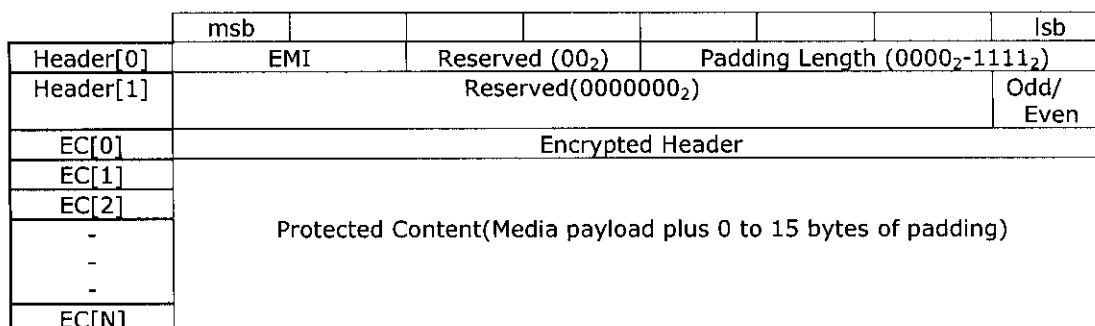 msb lsb
Header[0] EMI Reserved (00₂) Padding Length (0000₂-1111₂)
Header[1] Reserved(0000000₂) Odd/
Even
EC[0] Encrypted Header
EC[1]
EC[2]
- Protected Content(Media payload plus 0 to 15 bytes of padding)
-
-
EC[N]